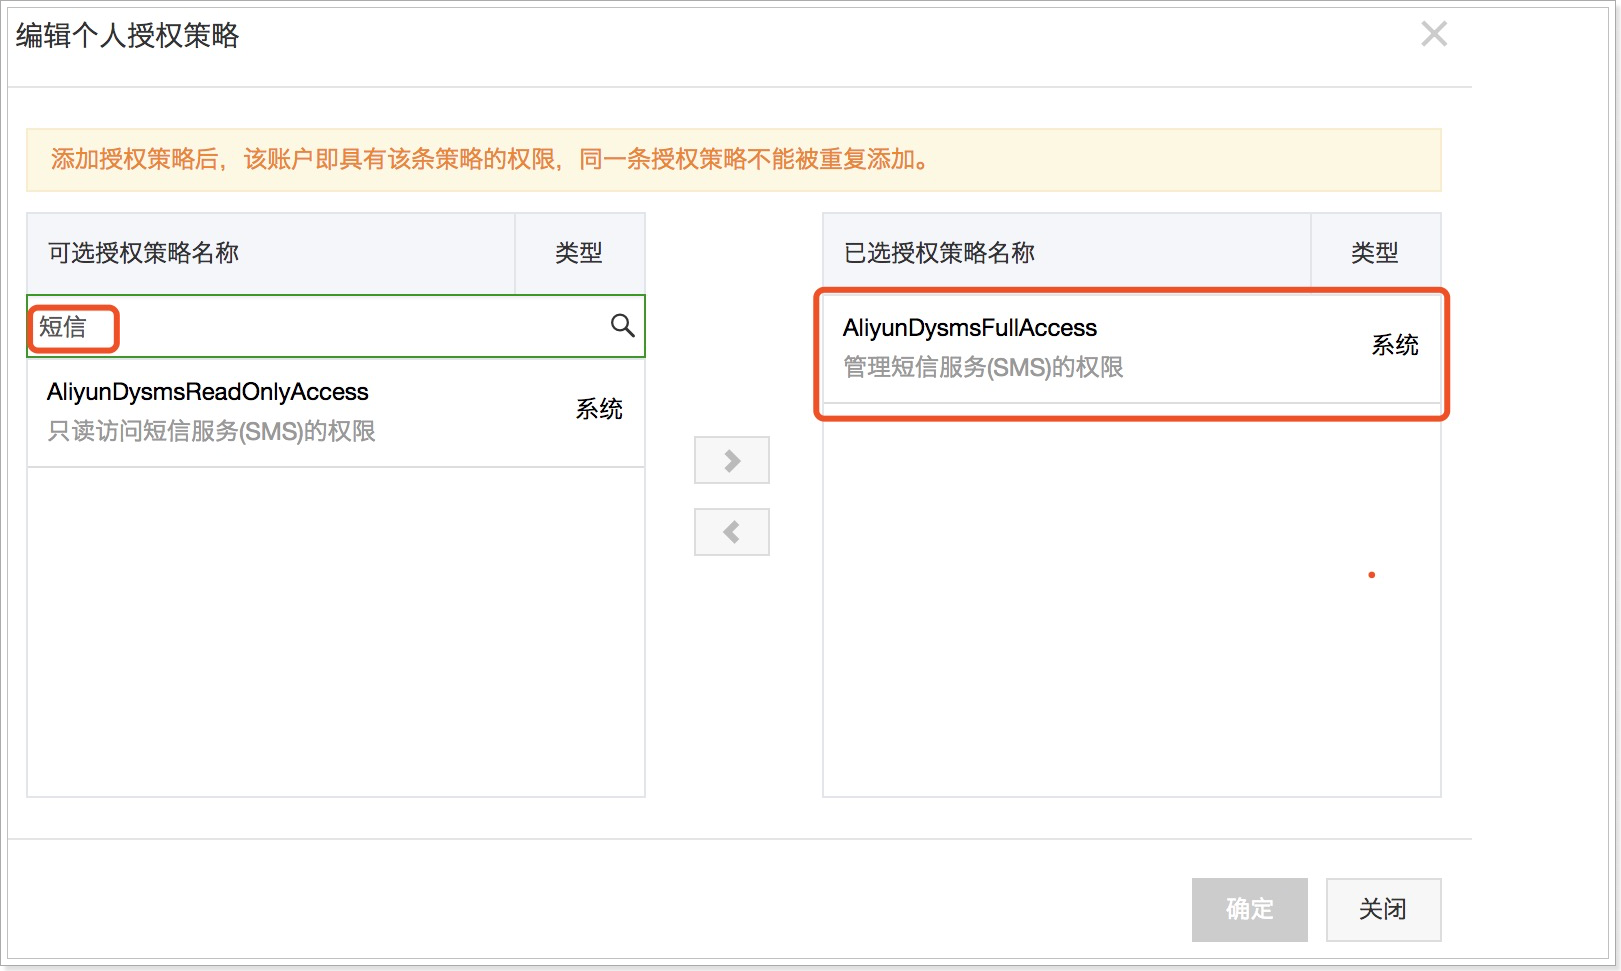 编辑个人授权策略
添加授权策略后，该账户即具有该条策略的权限，同一条授权策略不能被重复添加。
可选授权策略名称 类型
短信
AliyunDysmsReadOnlyAccess
只读访问短信服务(SMS)的权限
系统
已选授权策略名称 类型
AliyunDysmsFullAccess
管理短信服务(SMS)的权限
系统
确定 关闭